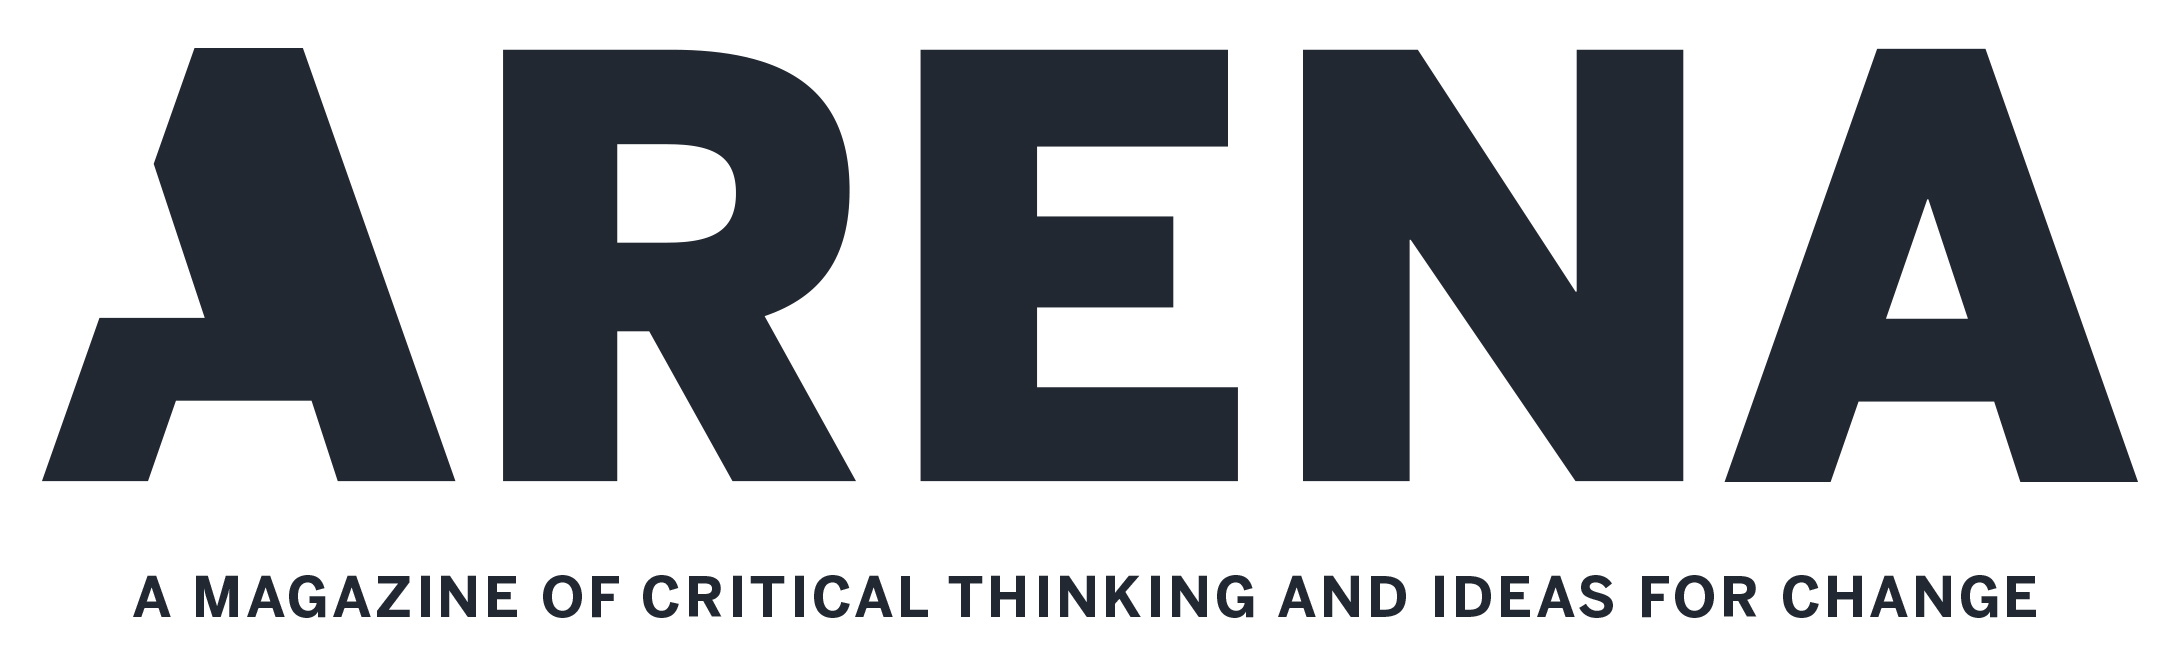 ARENA
A MAGAZINE OF CRITICAL THINKING AND IDEAS FOR CHANGE